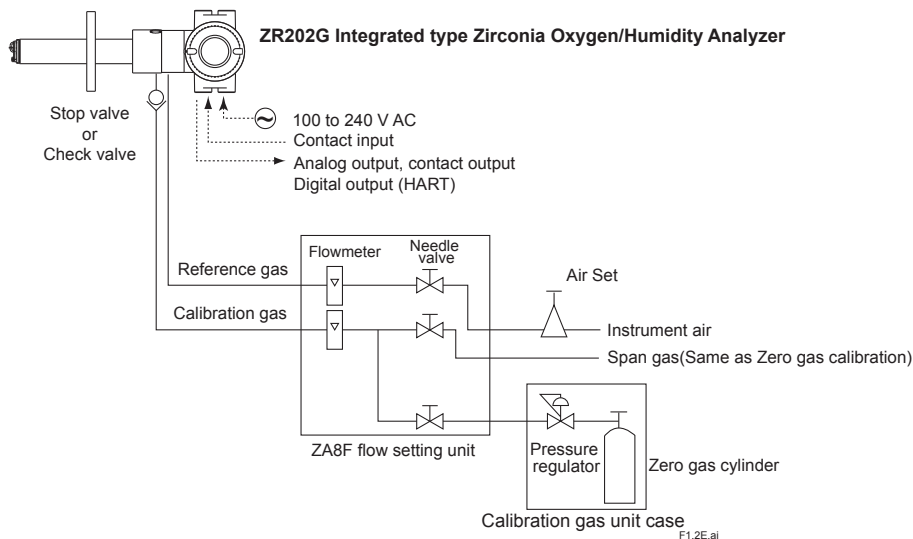 ZR202G Integrated type Zirconia Oxygen/Humidity Analyzer
Stop valve
or
Check valve
100 to 240 V AC
Contact input
Analog output, contact output
Digital output (HART)
Flowmeter
Needle
valve
Reference gas
Air Set
Calibration gas
Instrument air
Span gas(Same as Zero gas calibration)
ZA8F flow setting unit
Pressure
regulator
Zero gas cylinder
Calibration gas unit case
F1.2E.ai